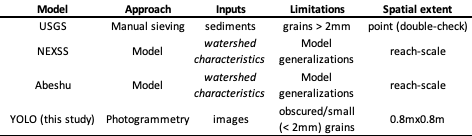 Model Approach Inputs Limitations Spatial extent
USGS Manual sieving sediments grains > 2mm point (double-check)
NEXSS Model watershed characteristics Model generalizations reach-scale
Abeshu Model watershed characteristics Model generalizations reach-scale
YOLO (this study) Photogrammetry images obscured/small (< 2mm) grains 0.8mx0.8m